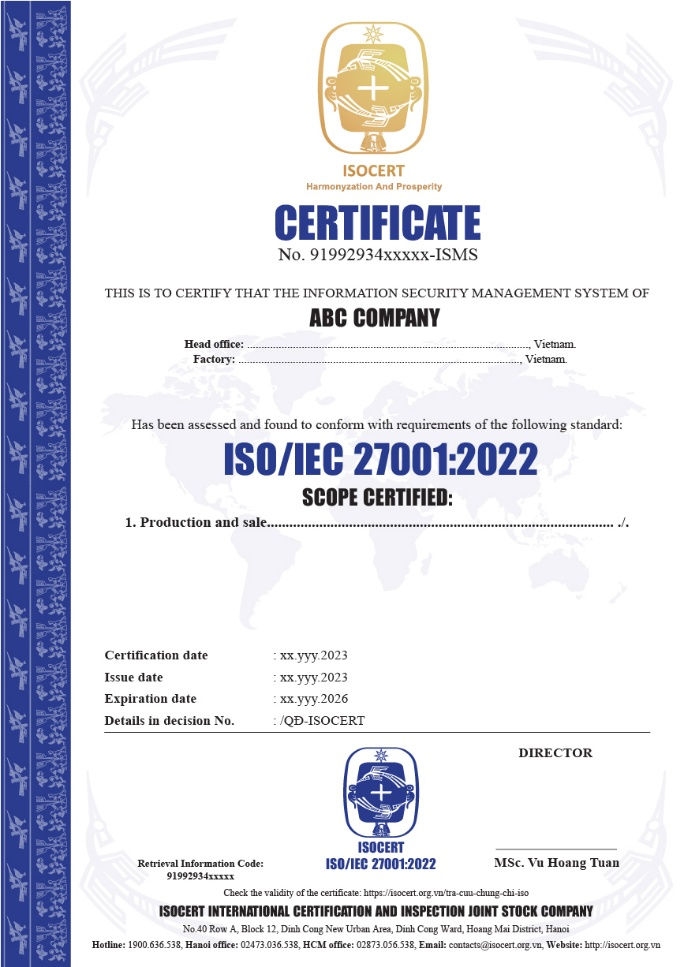 ISOCERT
Harmonyzation And Prosperity
CERTIFICATE
No. 91992934xxxxx-ISMS
THIS IS TO CERTIFY THAT THE INFORMATION SECURITY MANAGEMENT SYSTEM OF
ABC COMPANY
Head office: ......................................................................................................, Vietnam.
Factory: ......................................................................................................, Vietnam.
Has been assessed and found to conform with requirements of the following standard:
ISO/IEC 27001:2022
SCOPE CERTIFIED:
1. Production and sale............................................................................................ ./.
Certification date : xx.yyy.2023
Issue date : xx.yyy.2023
Expiration date : xx.yyy.2026
Details in decision No. : /QĐ-ISOCERT
DIRECTOR
ISOCERT
ISO/IEC 27001:2022
Retrieval Information Code:
91992934xxxxx
MSc. Vu Hoang Tuan
Check the validity of the certificate: https://isocert.org.vn/tra-cuu-chung-chi-iso
ISOCERT INTERNATIONAL CERTIFICATION AND INSPECTION JOINT STOCK COMPANY
No.40 Row A, Block 12, Dinh Cong New Urban Area, Dinh Cong Ward, Hoang Mai District, Hanoi
Hotline: 1900.636.538, Hanoi office: 02473.036.538, HCM office: 02873.056.538, Email: contacts@isocert.org.vn, Website: http://isocert.org.vn